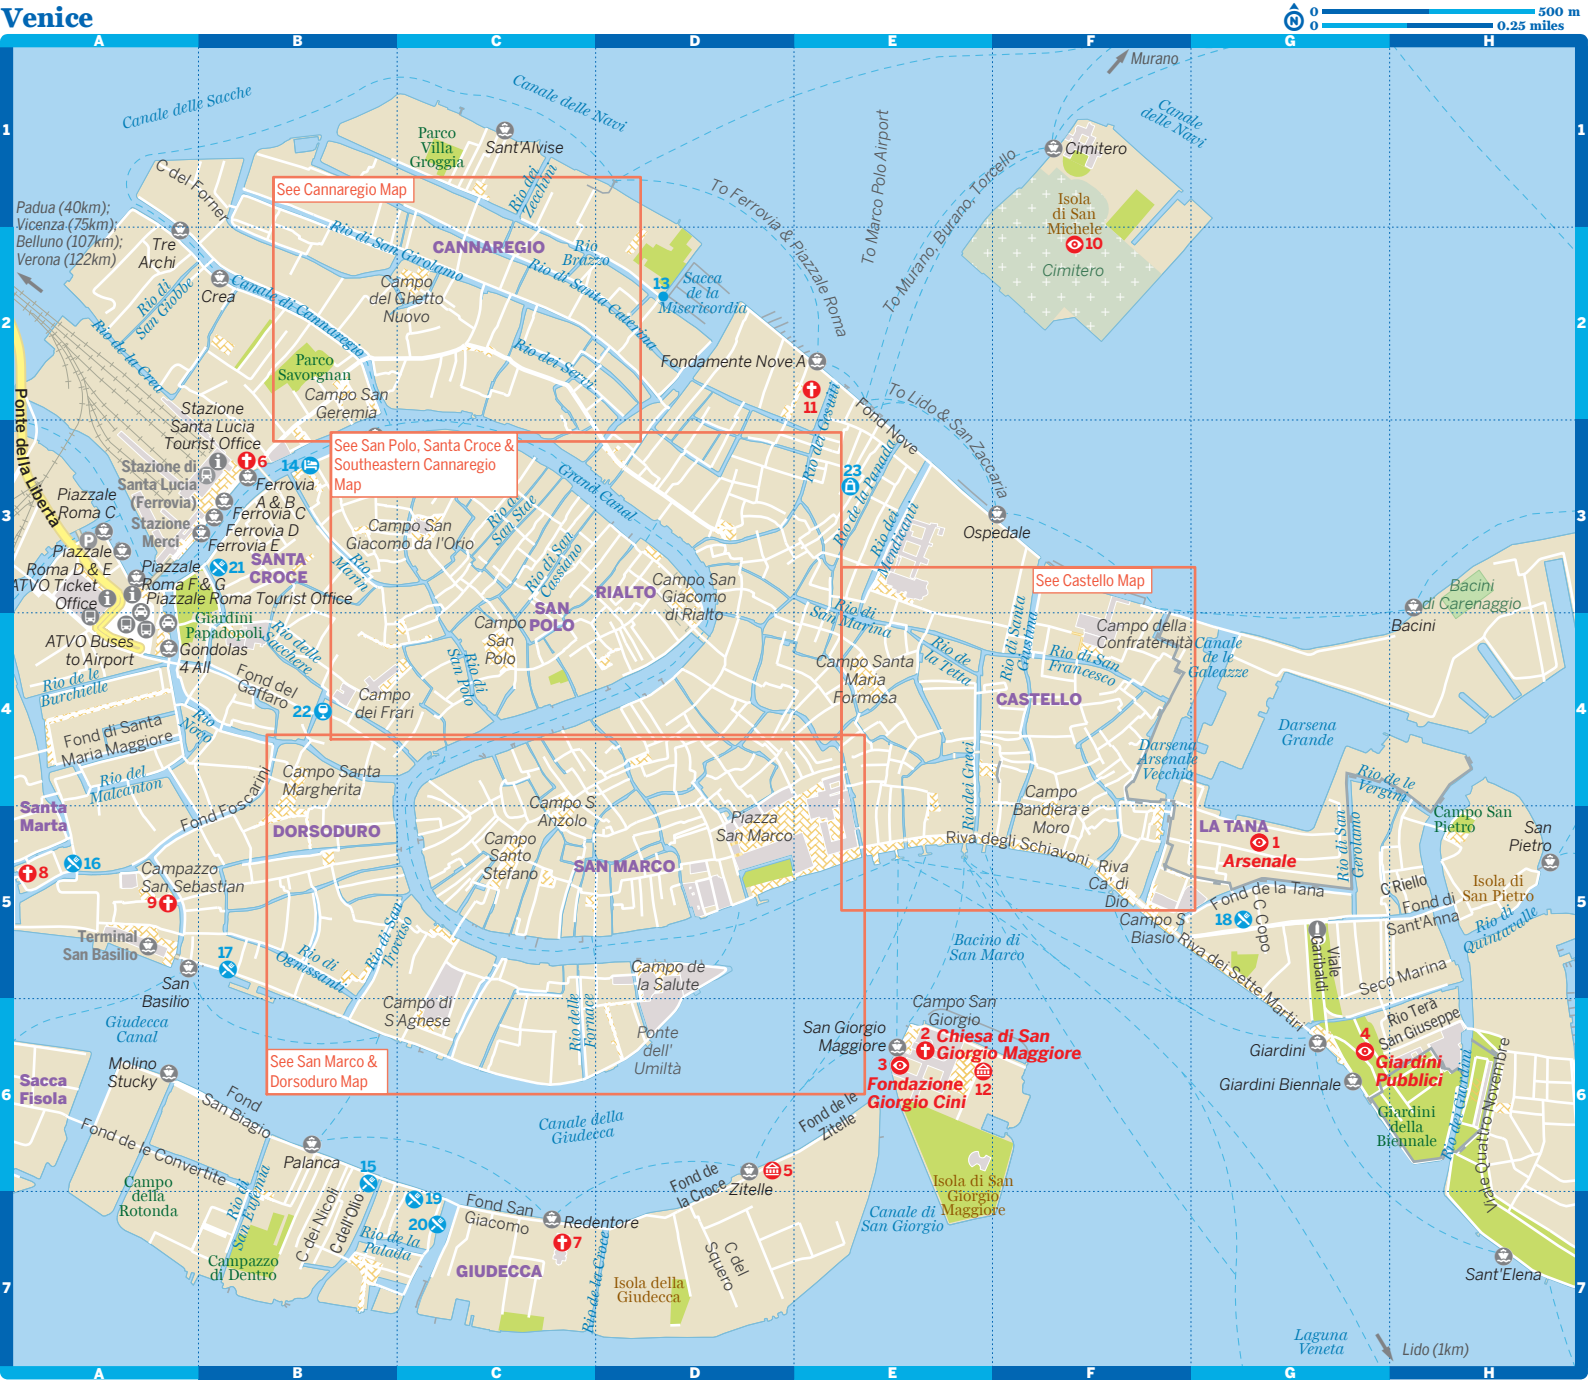 Venice
0
500 m
0
0.25 miles
N
A
B
C
D
E
F
G
H
1
1
Murano
Canale delle Sacche
Canale delle Navi
Canale
delle Navi
Parco
Villa
Groggia
Sant'Alvise
Cimitero
C del Forner
Rio dei
Zecchini
See Cannaregio Map
To Ferrovia & Piazzale Roma
To Marco Polo Airport
To Murano, Burano, Torcello
Isola
di San
Michele
10
Cimitero
Padua (40km);
Vicenza (75km);
Belluno (107km);
Verona (122km)
Tre
Archi
Rio di San Girolamo
CANNAREGIO
Rio
Brazzo
Rio di Santa Caterina
13
Sacca
de la
Misericordia
Crea
Rio di
San Giobbe
Canale di Cannaregio
Campo
del Ghetto
Nuovo
2
2
Rio de la Crea
Rio dei Servi
Parco
Savorgnan
Fondamente Nove A
Campo San
Geremia
11
Rio dei Gesuiti
Fond Nove
To Lido & San Zaccaria
Ponte della Liberta
Stazione
Santa Lucia
Tourist Office
6
14
Stazione di
Santa Lucia
(Ferrovia)
Ferrovia
A & B
Ferrovia C
Ferrovia D
Ferrovia E
See San Polo, Santa Croce &
Southeastern Cannaregio
Map
Grand Canal
23
Rio de la Panada
Rio dei
Mendicanti
Ospedale
3
3
Piazzale
Roma C
Stazione
Merci
P
Piazzale
Roma D & E
Piazzale
Roma F & G
21
SANTA
CROCE
Rio
Marin
Campo San
Giacomo da l'Orio
Rio di
San Stae
Rio di San
Cassiano
ATVO Ticket
Office
Piazzale Roma Tourist Office
RIALTO
Campo San
Giacomo
di Rialto
SAN
POLO
Campo
San
Polo
Rio di
San Polo
See Castello Map
Bacini
di Carenaggio
Bacini
Giardini
Papadopoli
Gondolas
4 All
ATVO Buses
to Airport
Rio delle
Sacchere
Rio di
San Marina
Rio de
la Tetta
Rio di Santa
Giustina
Rio di San
Francesco
Campo della
Confraternità
Canale
de le
Galeazze
Campo Santa
Maria
Formosa
CASTELLO
Rio de le
Burchielle
Fond del
Gaffaro
22
Campo
dei Frari
4
4
Rio
Novo
Fond di Santa
Maria Maggiore
Rio del
Malcanton
Darsena
Grande
Darsena
Arsenale
Vecchio
Rio de le
Vergini
Rio dei Greci
Campo Santa
Margherita
Fond Foscarini
Santa
Marta
DORSODURO
Campo S
Anzolo
Campo
Santo
Stefano
Piazza
San Marco
SAN MARCO
Campo
Bandiera e
Moro
Riva degli Schiavoni
Riva
Ca' di
Dio
LA TANA
1
Arsenale
Rio di San
Gerolamo
Campo San
Pietro
San
Pietro
8
16
Campazzo
San Sebastian
9
5
5
Fond de la Tana
C Riello
Isola di
San Pietro
Fond di
Sant'Anna
Rio di
Quintavalle
Campo S
Biasio
18
C Copo
Terminal
San Basilio
San
Basilio
17
Rio di
Ognissanti
Rio di San
Trovaso
Campo de
la Salute
Bacino di
San Marco
Riva dei Sette Martiri
Viale
Garibaldi
Seco Marina
Giudecca
Canal
Campo di
S Agnese
Rio delle
Fornace
Ponte
dell'
Umiltà
San Giorgio
Maggiore
Campo San
Giorgio
2
Chiesa di San
Giorgio Maggiore
3
Fondazione
Giorgio Cini
12
Rio Terà
San Giuseppe
4
Giardini
Pubblici
Giardini
Giardini Biennale
Giardini
della
Biennale
Rio dei Giardini
Viale Quattro Novembre
See San Marco &
Dorsoduro Map
Molino
Stucky
Sacca
Fisola
6
6
Fond
San Biagio
Canale della
Giudecca
Fond de le
Zitelle
Fond de le Convertite
Palanca
Campo
della
Rotonda
Rio di
San Eufemia
15
19
20
C dei Nicoli
C dell'Olio
Rio de la
Palada
Fond San
Giacomo
Redentore
7
Fond de
la Croce
Zitelle
5
Isola di San
Giorgio
Maggiore
Canale di
San Giorgio
Campazzo
di Dentro
GIUDECCA
Rio de la Croce
Isola della
Giudecca
C del
Squero
Sant'Elena
7
7
Laguna
Veneta
Lido (1km)
A
B
C
D
E
F
G
H